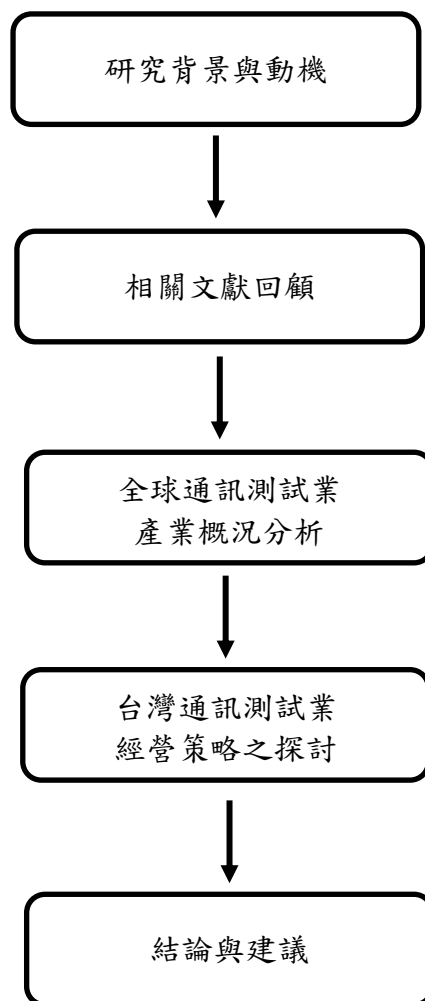 研究背景與動機
相關文獻回顧
全球通訊測試業
產業概況分析
台灣通訊測試業
經營策略之探討
結論與建議